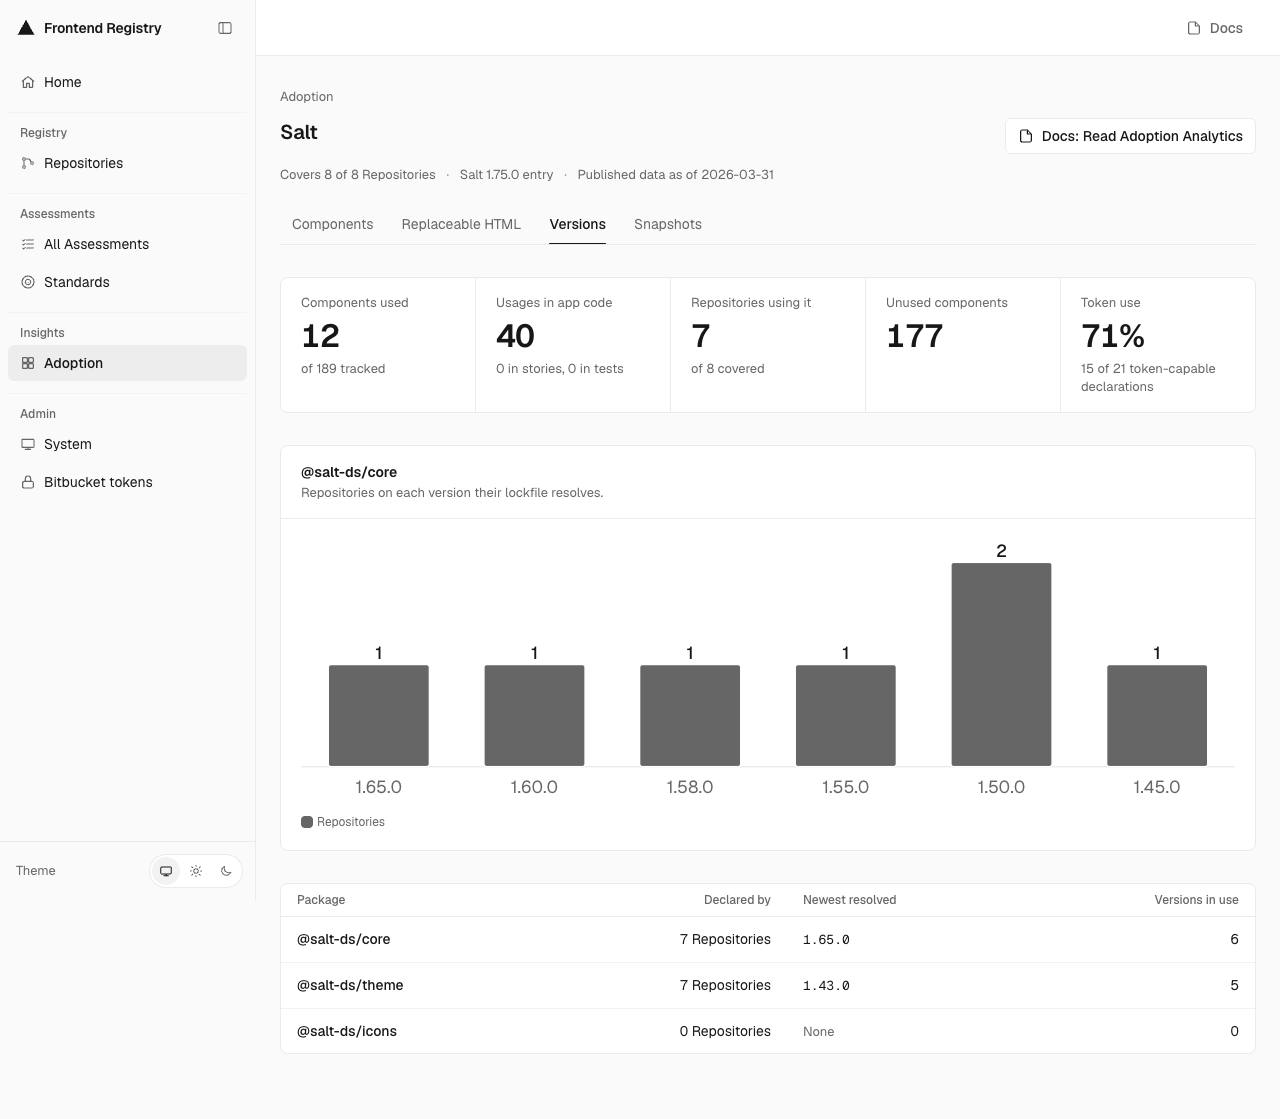 Frontend Registry
Docs
Home
Registry
Repositories
Assessments
All Assessments
Standards
Insights
Adoption
Admin
System
Bitbucket tokens
Theme
Adoption
Salt
Docs: Read Adoption Analytics
Covers 8 of 8 Repositories · Salt 1.75.0 entry · Published data as of 2026-03-31
Components Replaceable HTML Versions Snapshots
Components used
12
of 189 tracked
Usages in app code
40
0 in stories, 0 in tests
Repositories using it
7
of 8 covered
Unused components
177
Token use
71%
15 of 21 token-capable
declarations
@salt-ds/core
Repositories on each version their lockfile resolves.
1 1 1 1 2 1
1.65.0 1.60.0 1.58.0 1.55.0 1.50.0 1.45.0
Repositories
Package Declared by Newest resolved Versions in use
@salt-ds/core 7 Repositories 1.65.0 6
@salt-ds/theme 7 Repositories 1.43.0 5
@salt-ds/icons 0 Repositories None 0